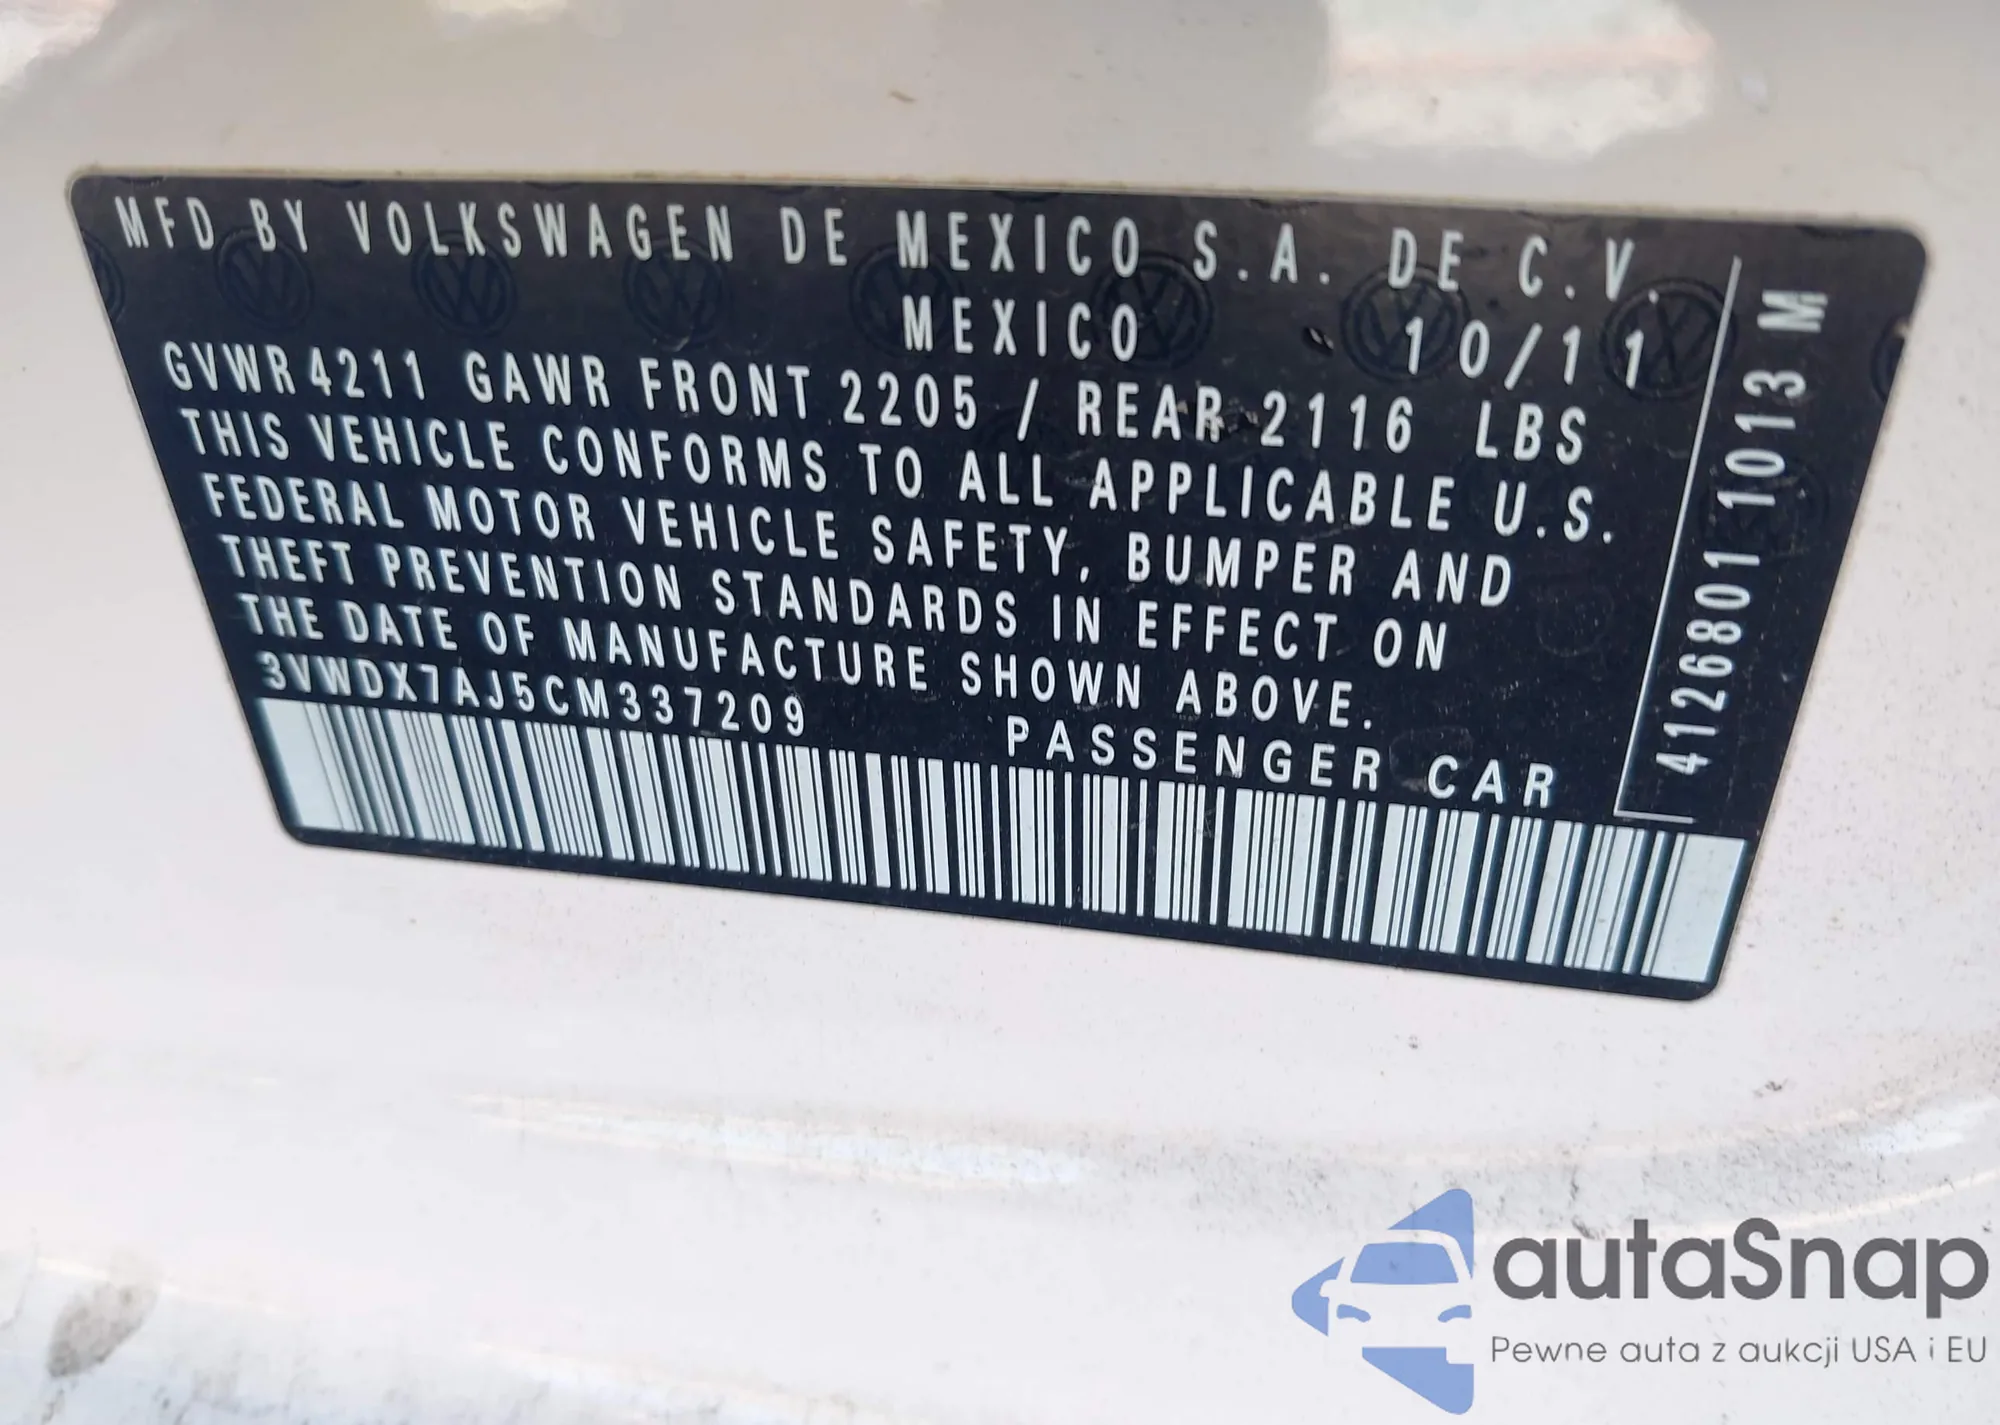 MFD BY VOLKSWAGEN DE MEXICO S.A. DE C.V.
MEXICO 10/11
GVWR 4211 GAWR FRONT 2205 / REAR 2116 LBS
THIS VEHICLE CONFORMS TO ALL APPLICABLE U.S.
FEDERAL MOTOR VEHICLE SAFETY, BUMPER AND
THEFT PREVENTION STANDARDS IN EFFECT ON
THE DATE OF MANUFACTURE SHOWN ABOVE.
3VWDX7AJ5CM337209 PASSENGER CAR
4126801 1013 M
autaSnap
Pewne auta z aukcji USA i EU